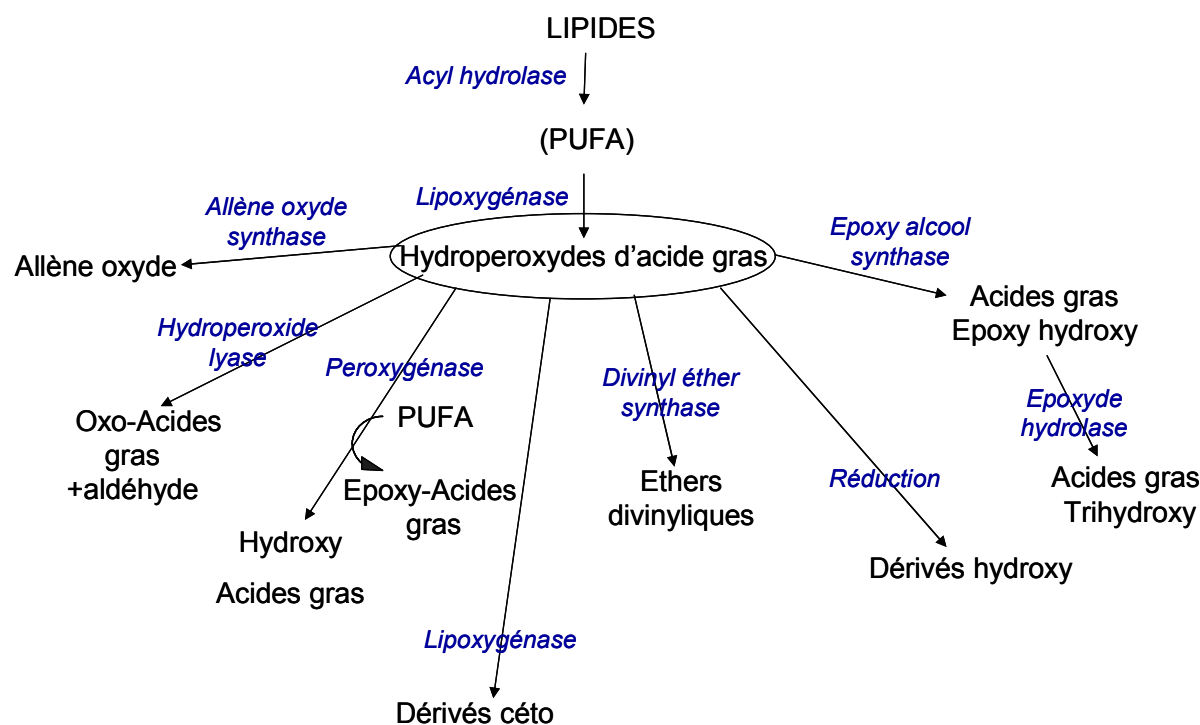 LIPIDES
Acyl hydrolase
(PUFA)
Lipoxygénase
Allène oxyde
synthase
Epoxy alcool
synthase
Hydroperoxydes d'acide gras
Allène oxyde
Acides gras
Epoxy hydroxy
Hydroperoxide
lyase
Peroxygénase
Divinyl éther
synthase
Epoxyde
hydrolase
Oxo-Acides
gras
+aldéhyde
PUFA
Epoxy-Acides
gras
Ethers
divinyliques
Réduction
Acides gras
Trihydroxy
Hydroxy
Acides gras
Dérivés hydroxy
Lipoxygénase
Dérivés céto